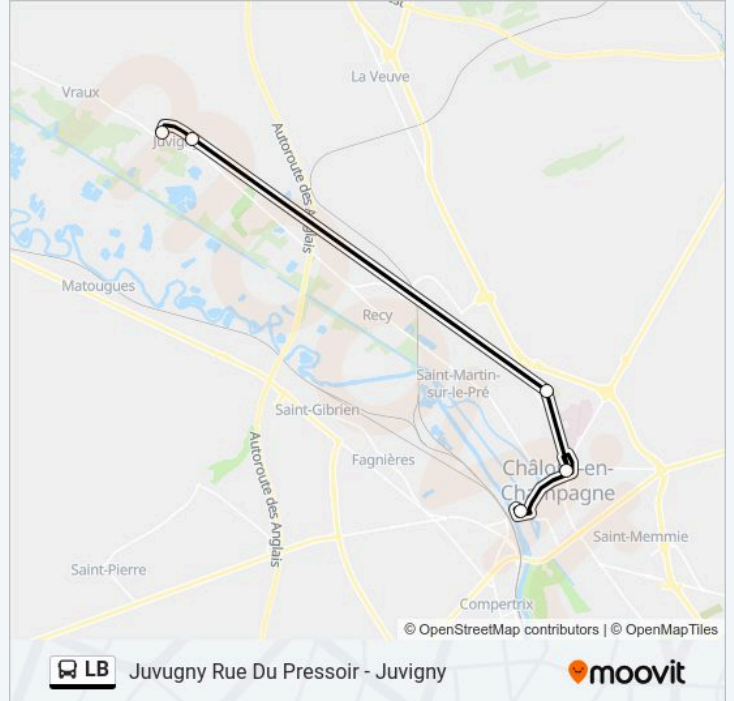 La Veuve
Vraux
Juvigny
Autoroute des Anglais
Matougues
Recy
Saint-Martin-
sur-le-Pré
Saint-Gibrien
Fagnières
Châlons-en-
Champagne
Autoroute des Anglais
Saint-Memmie
Saint-Pierre
Compertrix
© OpenStreetMap contributors | © OpenMapTiles
LB Juvugny Rue Du Pressoir - Juvigny
moovit